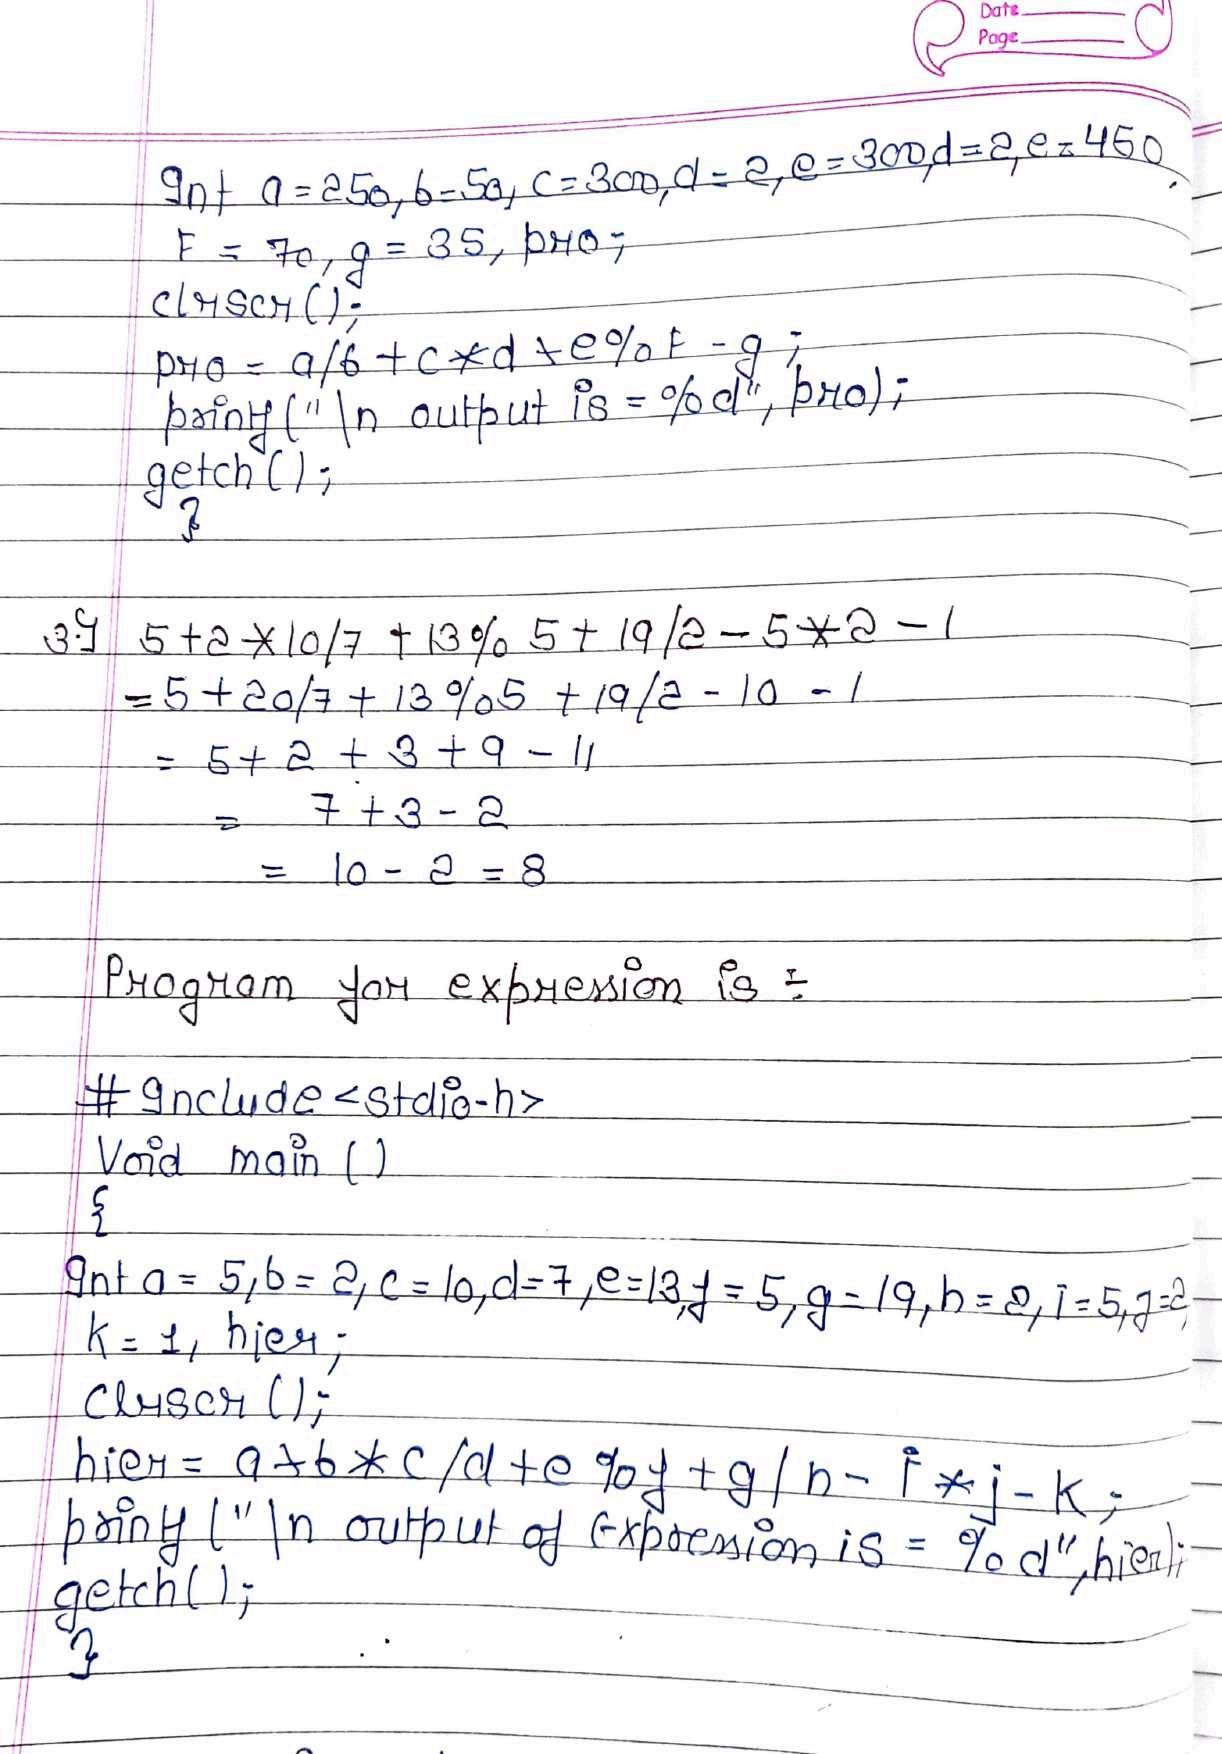 Date
Page
Int a=250, b=50, c=300, d=2, e=300, d=2, e=450,
F = 70, g = 35, pro;
clrscr();
pro = a/b + c*d + e%F - g;
printf("\n output is = %d", pro);
getch();
}
3.) 5+2*10/7 + 13% 5 + 19/2 - 5*2 - 1
= 5+20/7 + 13%5 + 19/2 - 10 - 1
= 5+ 2 + 3 + 9 - 11
= 7 +3 - 2
= 10 - 2 = 8
Program for expression is ÷
# Include <stdio.h>
Void main ()
{
Int a = 5, b = 2, c = 10, d=7, e=13, f = 5, g = 19, h = 2, i = 5, j=2,
K = 1, hier;
clrscr ();
hier = a+b*c/d+e%f+g/h- i*j-K;
printf ("\n output of Expression is = %d", hier);
getch();
}